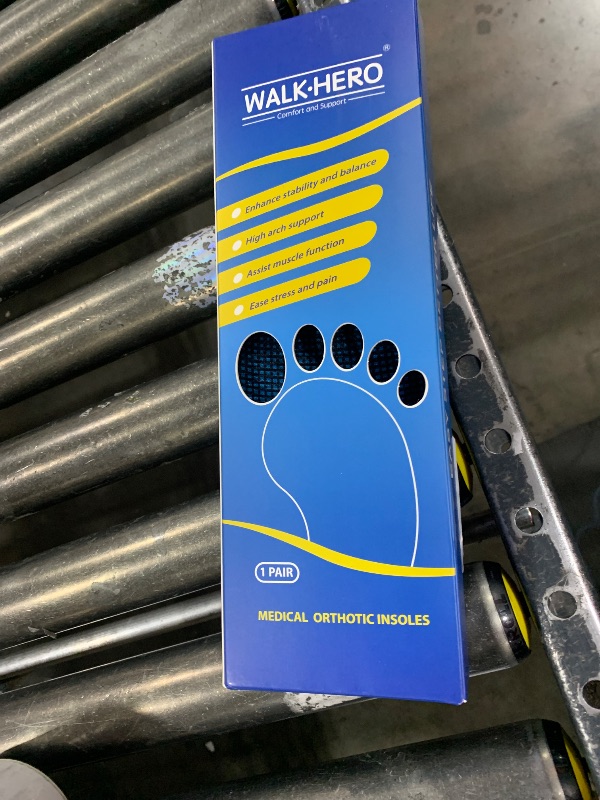 WALK·HERO®
Comfort and Support
Enhance stability and balance
High arch support
Assist muscle function
Ease stress and pain
1 PAIR
MEDICAL ORTHOTIC INSOLES